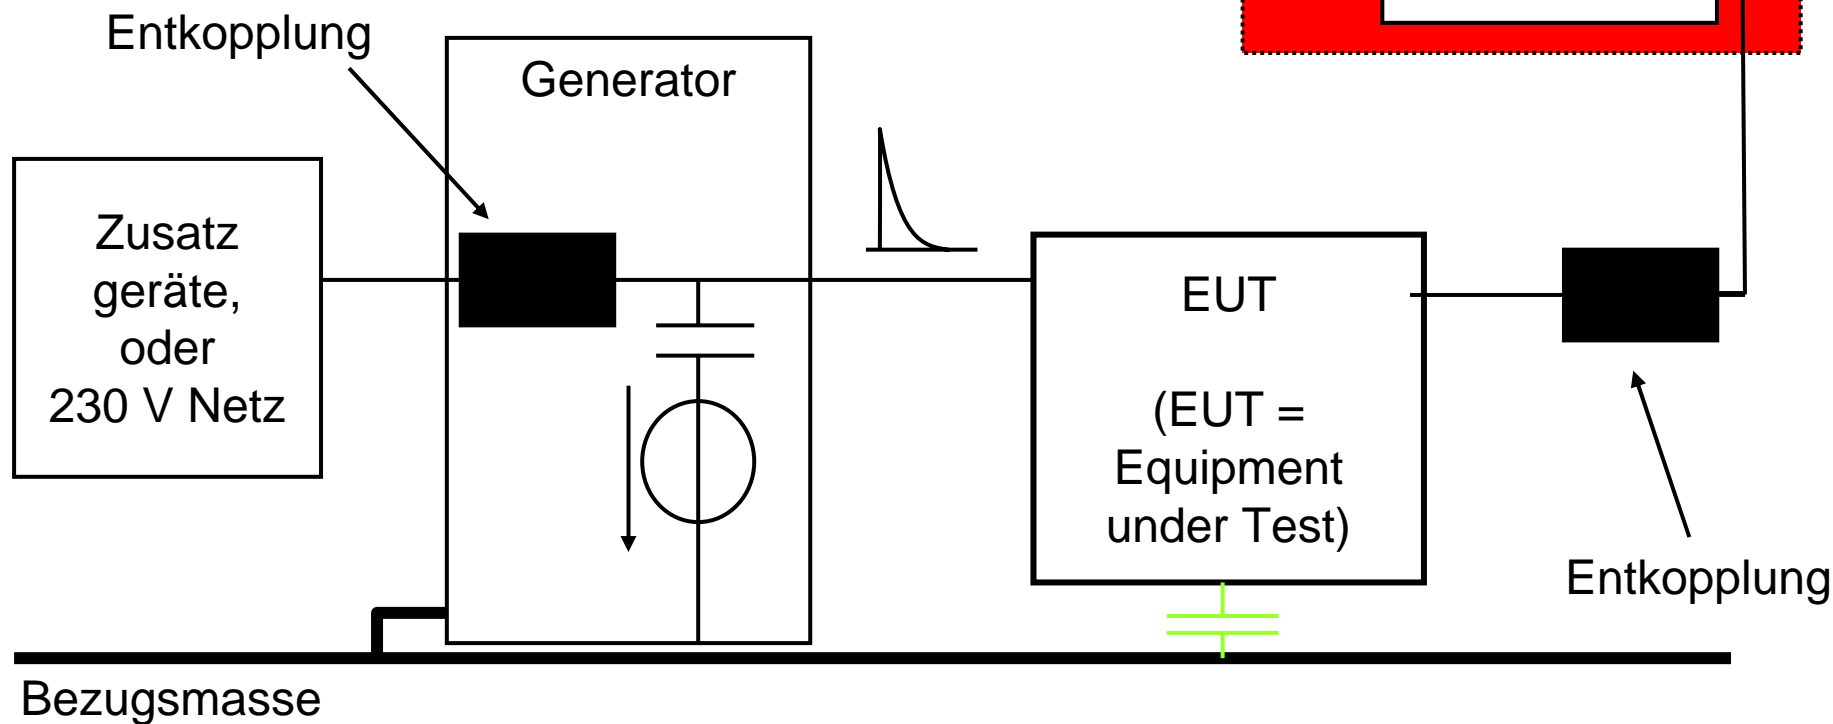 Entkopplung
Generator
Zusatz
geräte,
oder
230 V Netz
EUT
(EUT =
Equipment
under Test)
Entkopplung
Bezugsmasse